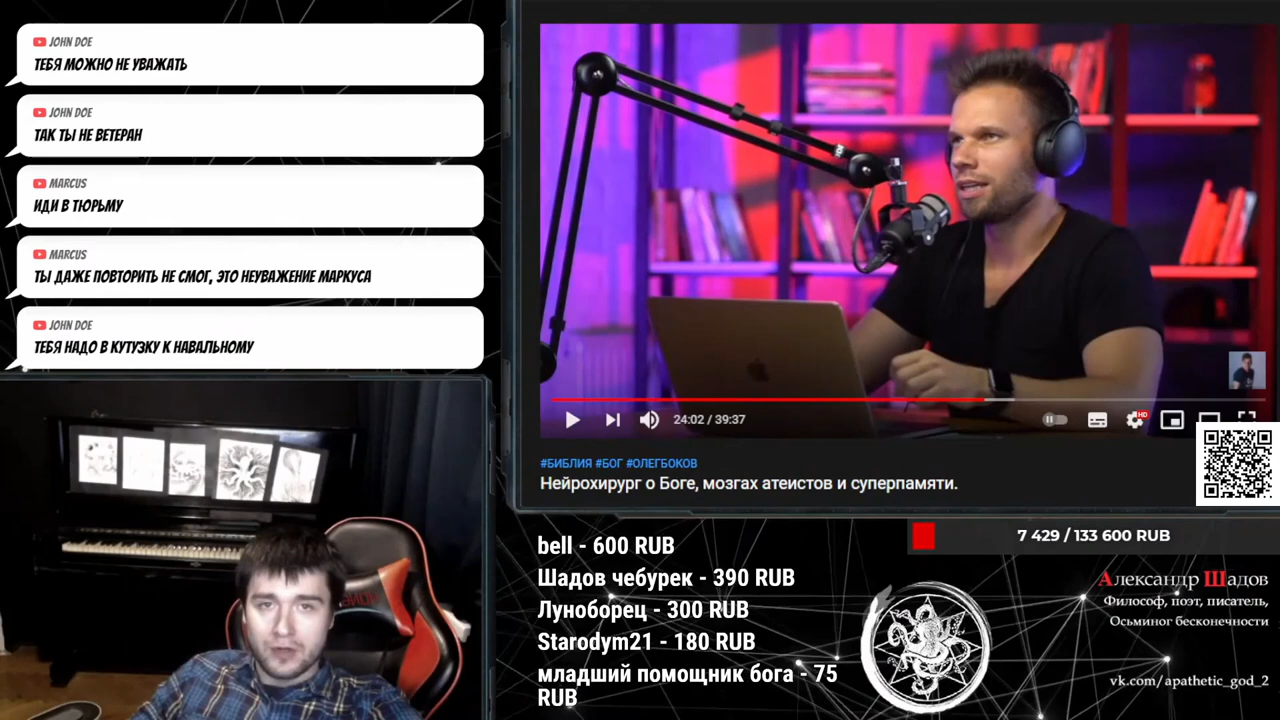 JOHN DOE
ТЕБЯ МОЖНО НЕ УВАЖАТЬ
JOHN DOE
ТАК ТЫ НЕ ВЕТЕРАН
MARCUS
ИДИ В ТЮРЬМУ
MARCUS
ТЫ ДАЖЕ ПОВТОРИТЬ НЕ СМОГ, ЭТО НЕУВАЖЕНИЕ МАРКУСА
JOHN DOE
ТЕБЯ НАДО В КУТУЗКУ К НАВАЛЬНОМУ
24:02 / 39:37
HD
#БИБЛИЯ #БОГ #ОЛЕГБОКОВ
Нейрохирург о Боге, мозгах атеистов и суперпамяти.
bell - 600 RUB
Шадов чебурек - 390 RUB
Луноборец - 300 RUB
Starodym21 - 180 RUB
младший помощник бога - 75
RUB
7 429 / 133 600 RUB
Александр Шадов
Философ, поэт, писатель,
Осьминог бесконечности
vk.com/apathetic_god_2